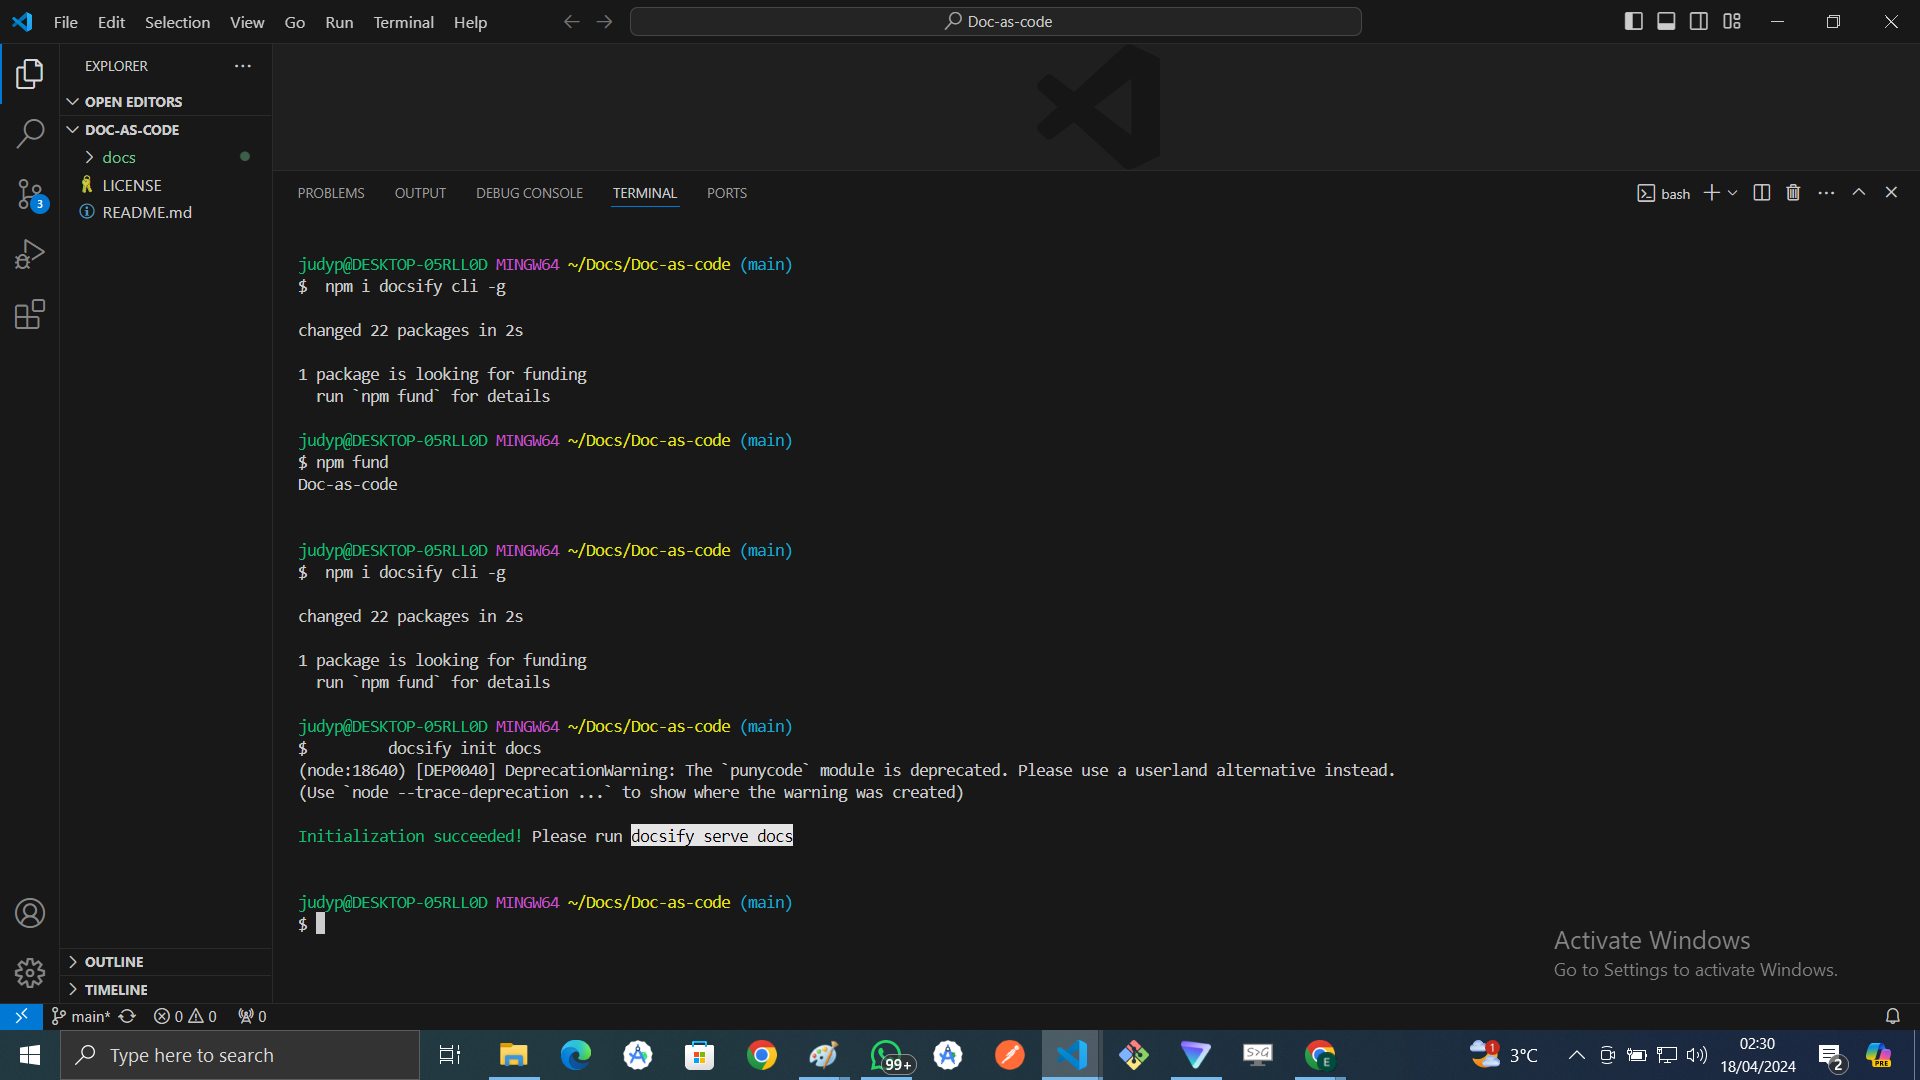 File Edit Selection View Go Run Terminal Help
Doc-as-code
EXPLORER
OPEN EDITORS
DOC-AS-CODE
docs
LICENSE
README.md
3
PROBLEMS OUTPUT DEBUG CONSOLE TERMINAL PORTS
bash
judyp@DESKTOP-05RLL0D MINGW64 ~/Docs/Doc-as-code (main)
$  npm i docsify cli -g
changed 22 packages in 2s
1 package is looking for funding
run `npm fund` for details
judyp@DESKTOP-05RLL0D MINGW64 ~/Docs/Doc-as-code (main)
$ npm fund
Doc-as-code
judyp@DESKTOP-05RLL0D MINGW64 ~/Docs/Doc-as-code (main)
$  npm i docsify cli -g
changed 22 packages in 2s
1 package is looking for funding
run `npm fund` for details
judyp@DESKTOP-05RLL0D MINGW64 ~/Docs/Doc-as-code (main)
$         docsify init docs
(node:18640) [DEP0040] DeprecationWarning: The `punycode` module is deprecated. Please use a userland alternative instead.
(Use `node --trace-deprecation ...` to show where the warning was created)
Initialization succeeded! Please run docsify serve docs
judyp@DESKTOP-05RLL0D MINGW64 ~/Docs/Doc-as-code (main)
$
Activate Windows
Go to Settings to activate Windows.
OUTLINE
TIMELINE
main* 0 0 0
Type here to search
99+
S>G
E
1
3°C
02:30
18/04/2024
2
PRE